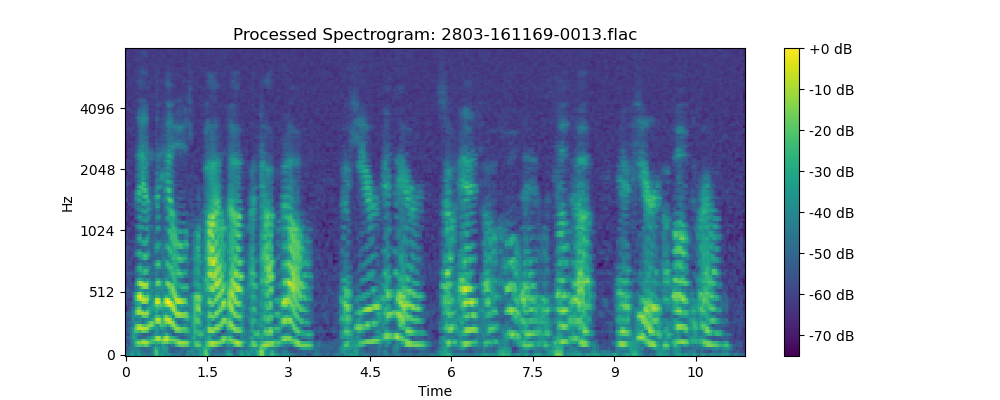 Processed Spectrogram: 2803-161169-0013.flac
Hz
4096
2048
1024
512
0
0 1.5 3 4.5 6 7.5 9 10
Time
+0 dB
-10 dB
-20 dB
-30 dB
-40 dB
-50 dB
-60 dB
-70 dB